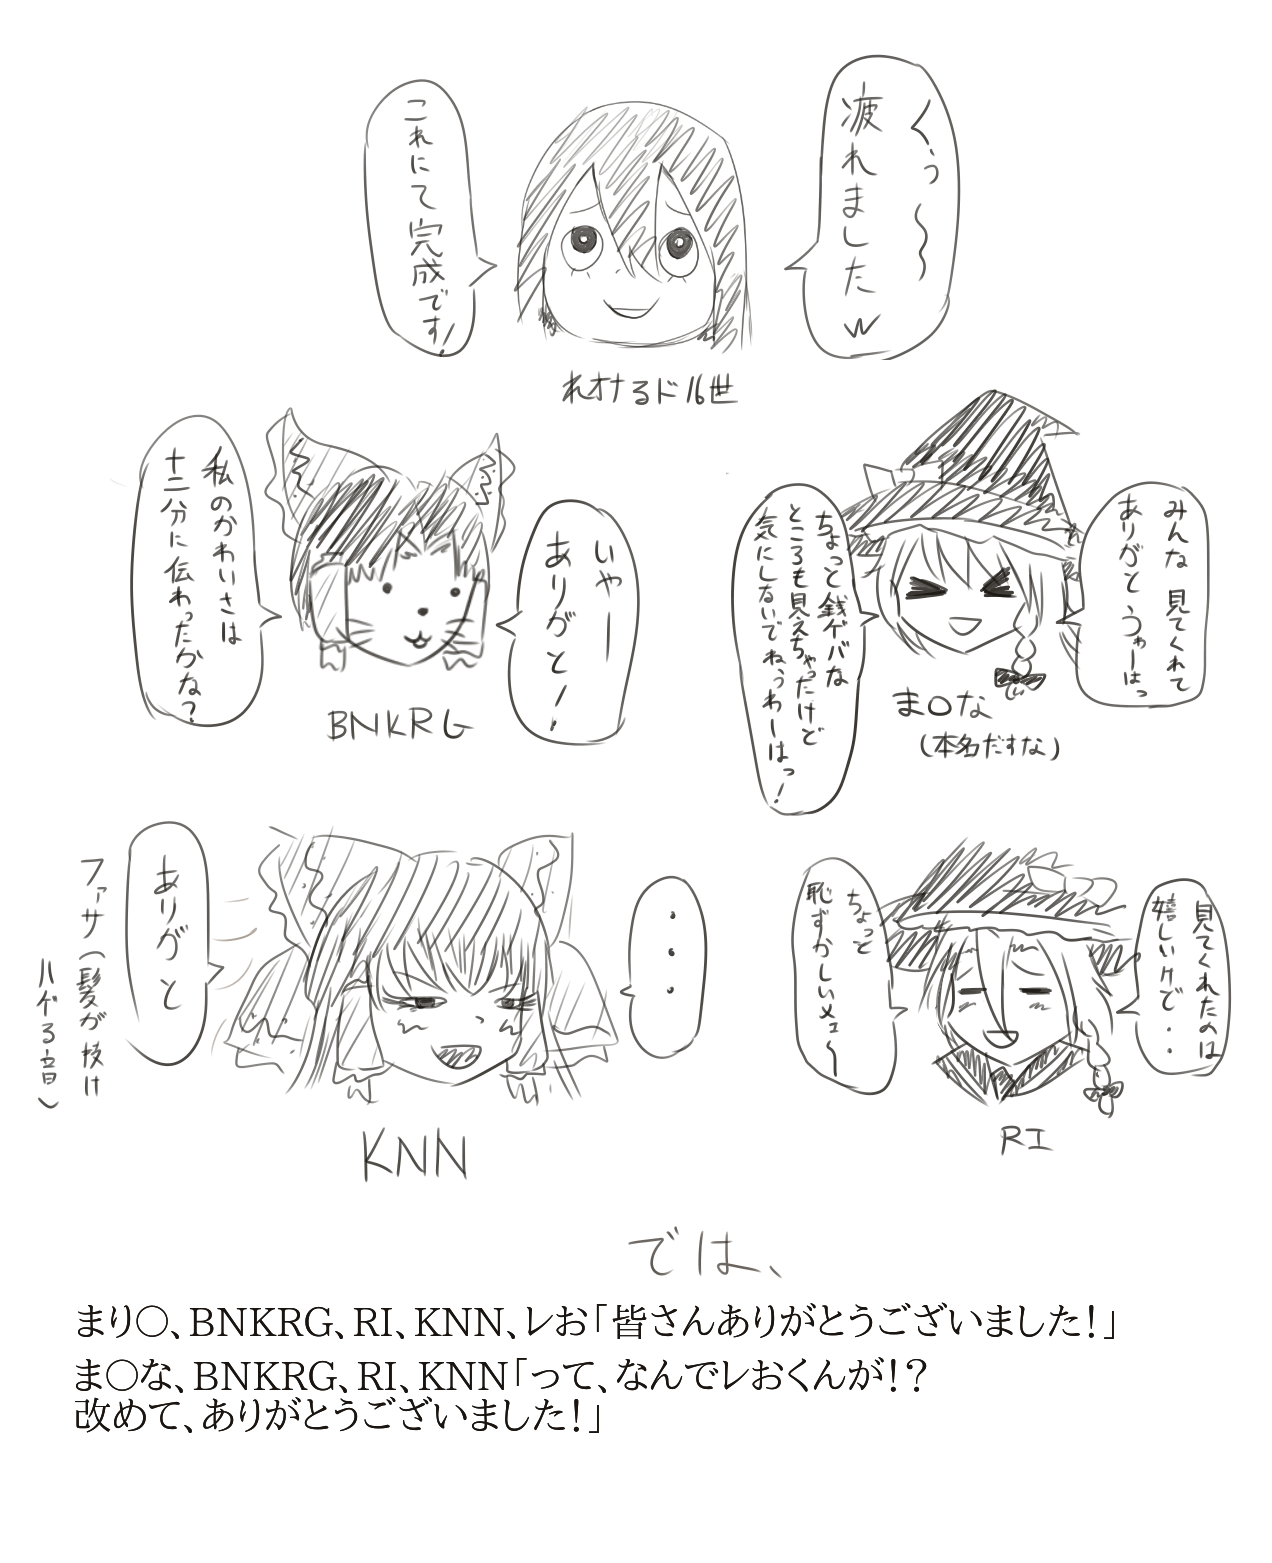 くぅっ〜
疲れましたw
これにて完成です!
れオナるド16世
みんな見てくれて
ありがとうゎーはっ
ちょっと銭ゲバな
ところも見えちゃったけど
気にしないでねぅわーはっ!
ま○な
(本名だすな)
いやー
ありがと!
私のかわいさは
十二分に伝わったかな?
BNKRG
見てくれたのは
嬉しいケで・・
ちょっと
恥ずかしいメェ〜
RI
・・・
ありがと
ファサ(髪が抜け
ハゲる音)
KNN
では、
まり○、BNKRG、RI、KNN、レお「皆さんありがとうございました!」
ま○な、BNKRG、RI、KNN「って、なんでレおくんが!?
改めて、ありがとうございました!」